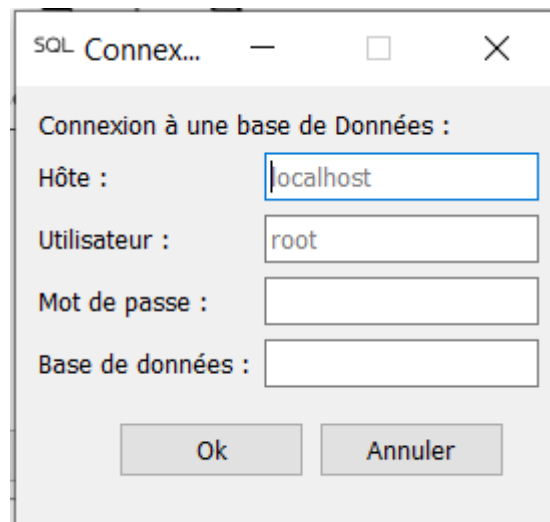 SQL Connex...
Connexion à une base de Données :
Hôte : localhost
Utilisateur : root
Mot de passe :
Base de données :
Ok Annuler